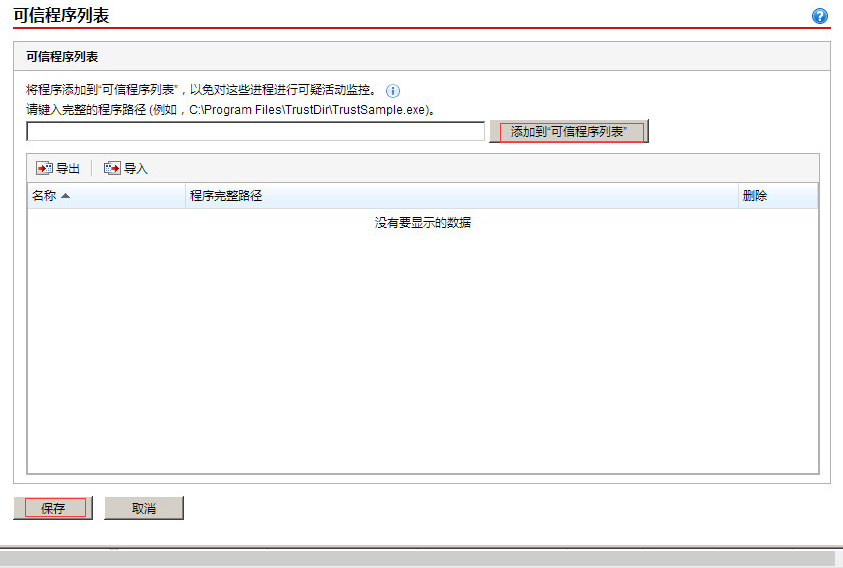 可信程序列表
可信程序列表
将程序添加到“可信程序列表”，以免对这些进程进行可疑活动监控。
请键入完整的程序路径 (例如，C:\Program Files\TrustDir\TrustSample.exe)。
添加到“可信程序列表”
导出 导入
名称 程序完整路径 删除
没有要显示的数据
保存 取消